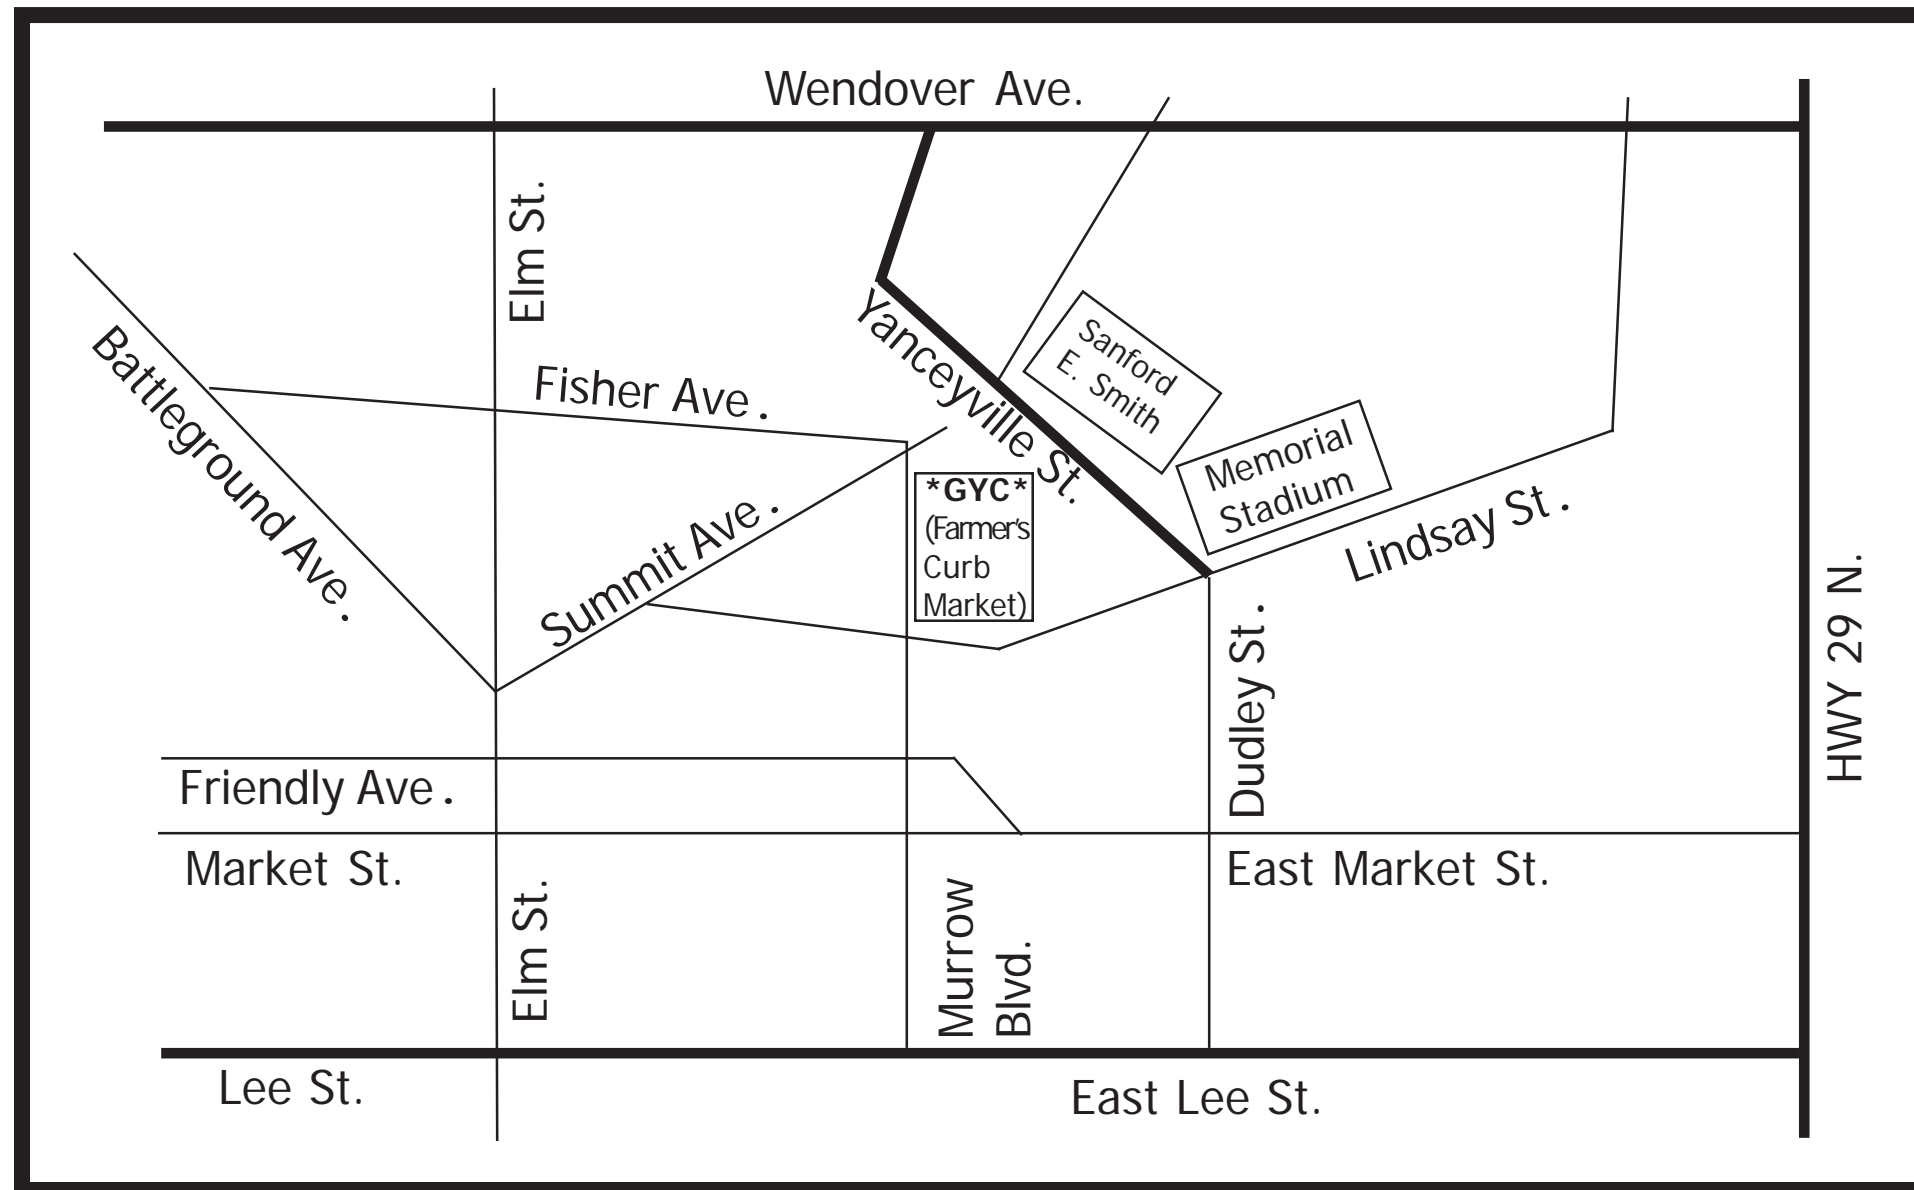 Wendover Ave.
Elm St.
Battleground Ave.
Fisher Ave.
Yanceyville St.
Sanford
E. Smith
Memorial
Stadium
*GYC*
(Farmer's
Curb
Market)
Summit Ave.
Lindsay St.
HWY 29 N.
Dudley St.
Friendly Ave.
Market St.
East Market St.
Elm St.
Murrow
Blvd.
Lee St.
East Lee St.